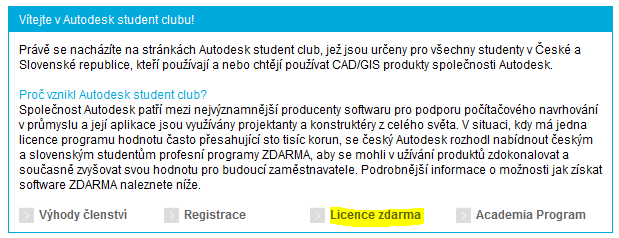 Vítejte v Autodesk student clubu!
Právě se nacházíte na stránkách Autodesk student club, jež jsou určeny pro všechny studenty v České a
Slovenské republice, kteří používají a nebo chtějí používat CAD/GIS produkty společnosti Autodesk.
Proč vznikl Autodesk student club?
Společnost Autodesk patří mezi nejvýznamnější producenty softwaru pro podporu počítačového navrhování
v průmyslu a její aplikace jsou využívány projektanty a konstruktéry z celého světa. V situaci, kdy má jedna
licence programu hodnotu často přesahující sto tisíc korun, se český Autodesk rozhodl nabídnout českým
a slovenským studentům profesní programy ZDARMA, aby se mohli v užívání produktů zdokonalovat a
současně zvyšovat svou hodnotu pro budoucí zaměstnavatele. Podrobnější informace o možnosti jak získat
software ZDARMA naleznete níže.
Výhody členství Registrace Licence zdarma Academia Program